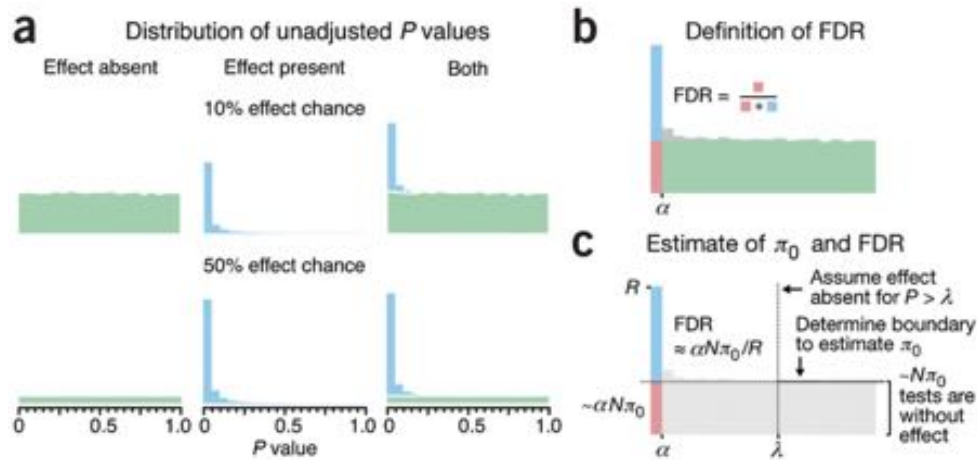 a
Distribution of unadjusted P values
Effect absent
Effect present
Both
10% effect chance
50% effect chance
0 0.5 1.0
0 0.5 1.0
0 0.5 1.0
P value
b
Definition of FDR
FDR =
+
α
c
Estimate of π0 and FDR
R
Assume effect
absent for P > λ
FDR
≈ αNπ0/R
Determine boundary
to estimate π0
~αNπ0
~Nπ0
tests are
without
effect
α
λ